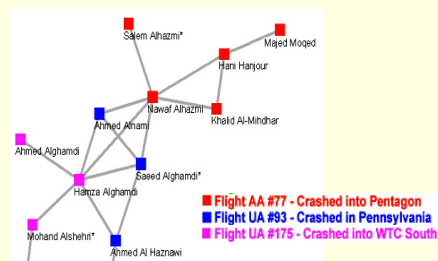 Salem Alhazmi*
Majed Moqed
Hani Hanjour
Nawaf Alhazmi
Khalid Al-Mihdhar
Ahmed Alnami
Ahmed Alghamdi
Saeed Alghamdi*
Hamza Alghamdi
Flight AA #77 - Crashed into Pentagon
Flight UA #93 - Crashed in Pennsylvania
Flight UA #175 - Crashed into WTC South
Mohand Alshehri*
Ahmed Al Haznawi